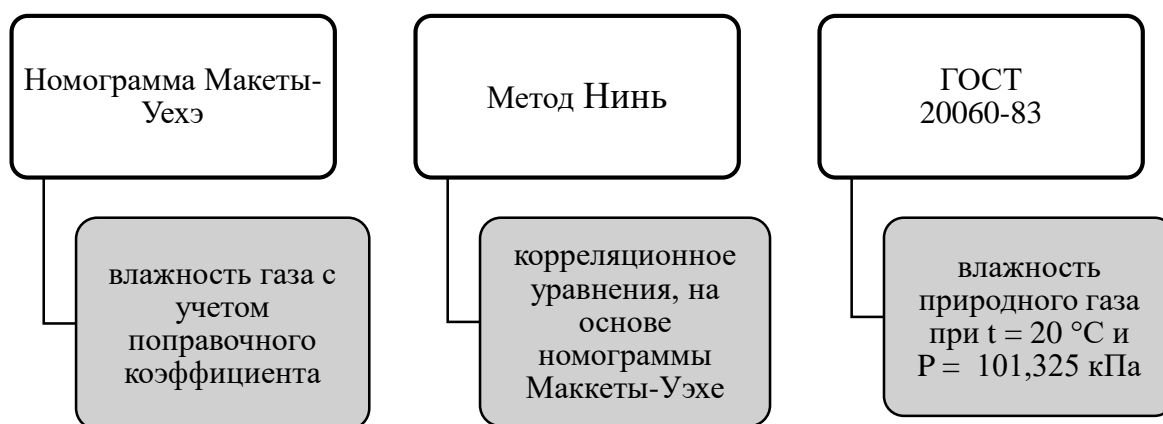 Номограмма Макеты-
Уехэ
влажность газа с
учетом
поправочного
коэффициента
Метод Нинь
корреляционное
уравнения, на
основе
номограммы
Маккеты-Уэхе
ГОСТ
20060-83
влажность
природного газа
при t = 20 °C и
P = 101,325 кПа